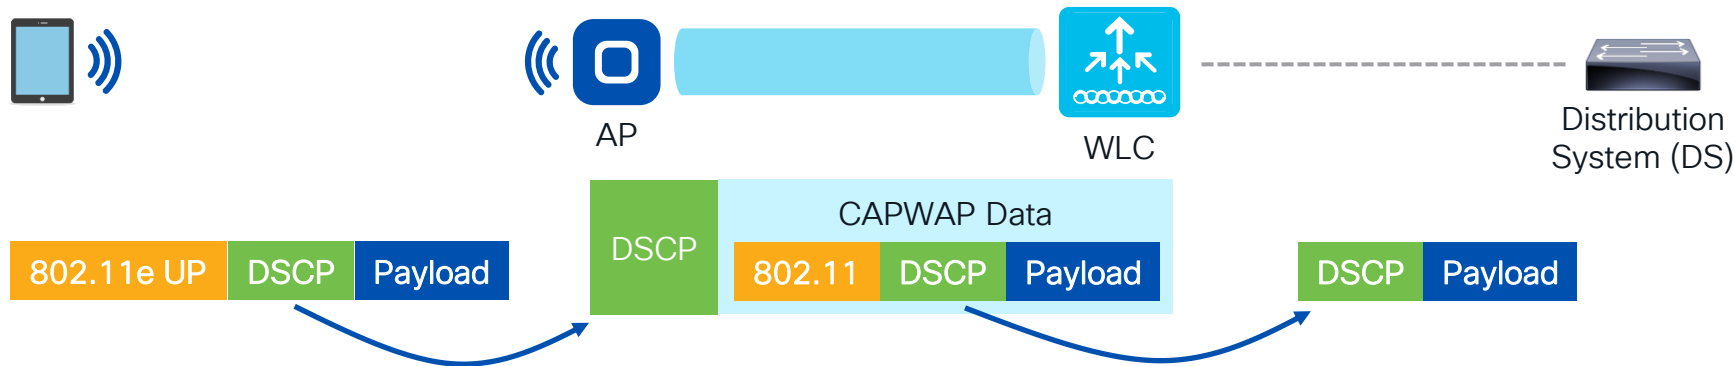 AP
WLC
Distribution
System (DS)
802.11e UP DSCP Payload
DSCP
CAPWAP Data
802.11 DSCP Payload
DSCP Payload